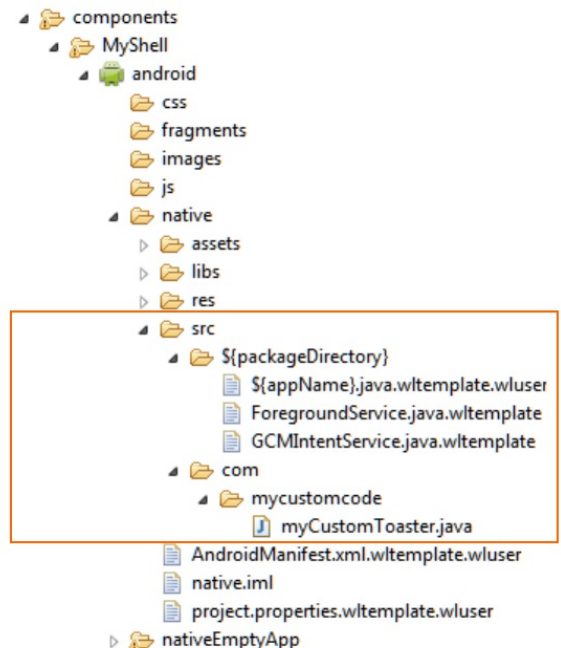 components
MyShell
android
css
fragments
images
js
native
assets
libs
res
src
${packageDirectory}
${appName}.java.wltemplate.wluser
ForegroundService.java.wltemplate
GCMIntentService.java.wltemplate
com
mycustomcode
myCustomToaster.java
AndroidManifest.xml.wltemplate.wluser
native.iml
project.properties.wltemplate.wluser
nativeEmptyApp